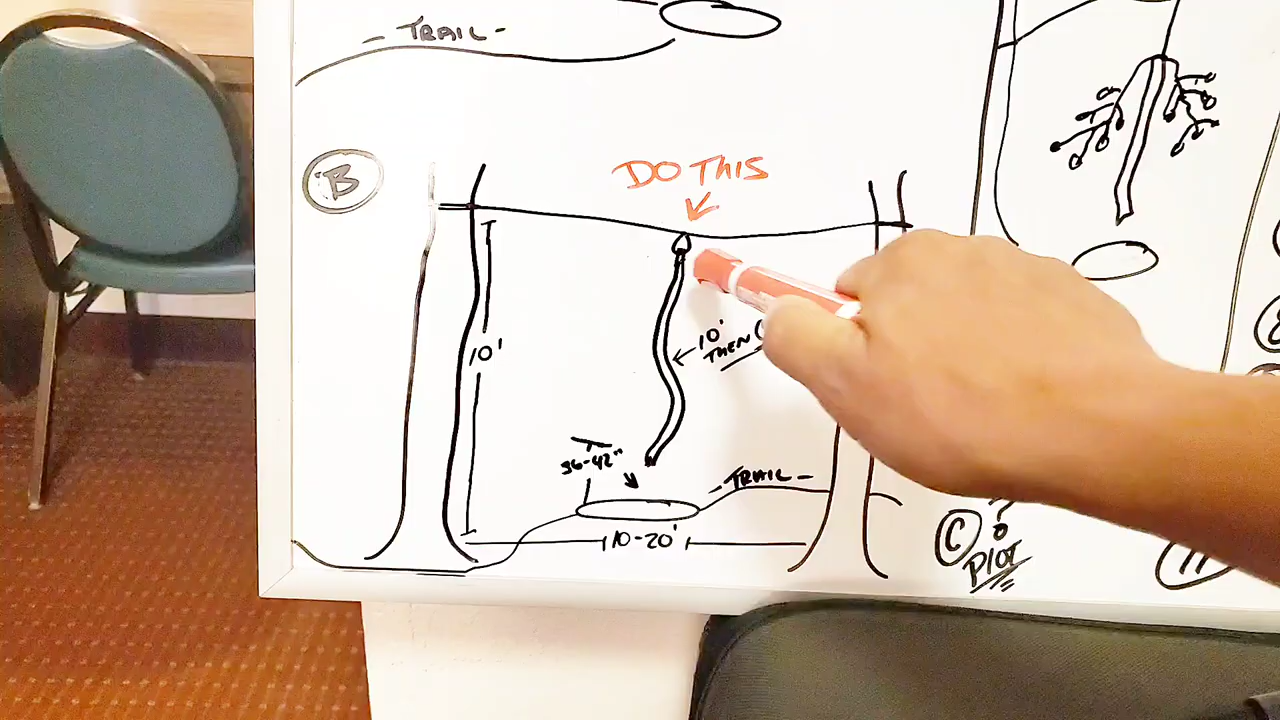 - TRAIL -
B
DO THIS
10'
10'
THEN
36-42"
- TRAIL -
10-20'
C
?
PLOT